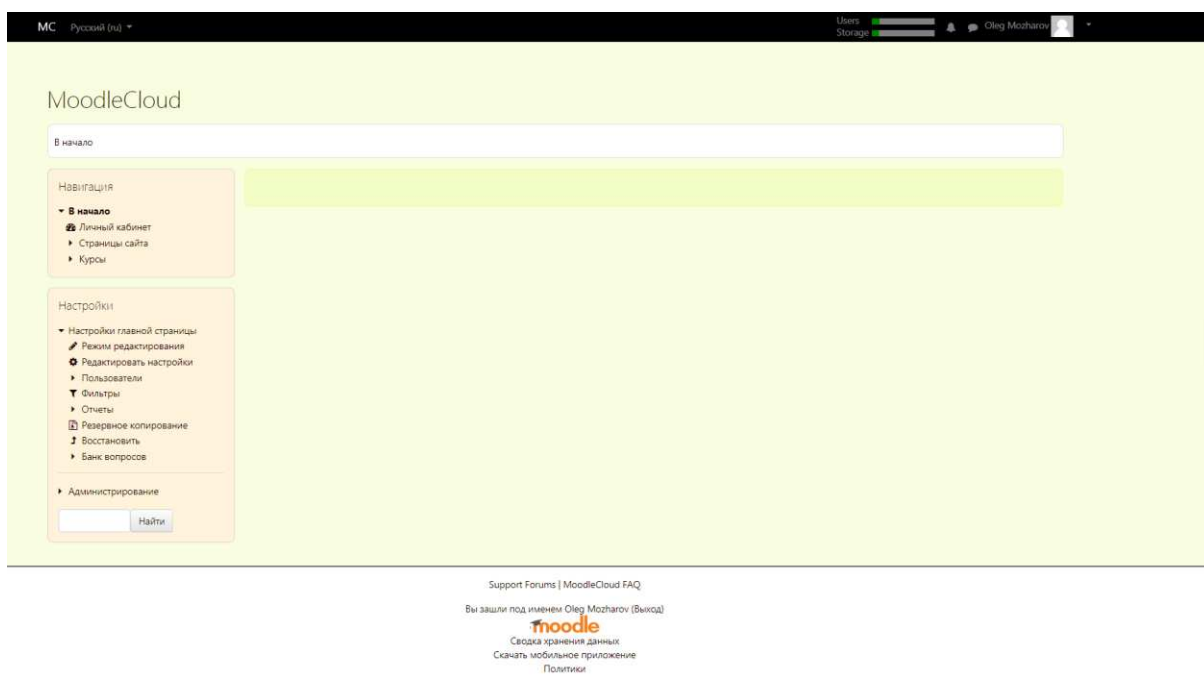 MC Русский (ru)
Users
Storage
Oleg Mozharov
MoodleCloud
В начало
Навигация
В начало
Личный кабинет
Страницы сайта
Курсы
Настройки
Настройки главной страницы
Режим редактирования
Редактировать настройки
Пользователи
Фильтры
Отчеты
Резервное копирование
Восстановить
Банк вопросов
Администрирование
Найти
Support Forums | MoodleCloud FAQ
Вы зашли под именем Oleg Mozharov (Выход)
moodle
Сводка хранения данных
Скачать мобильное приложение
Политики